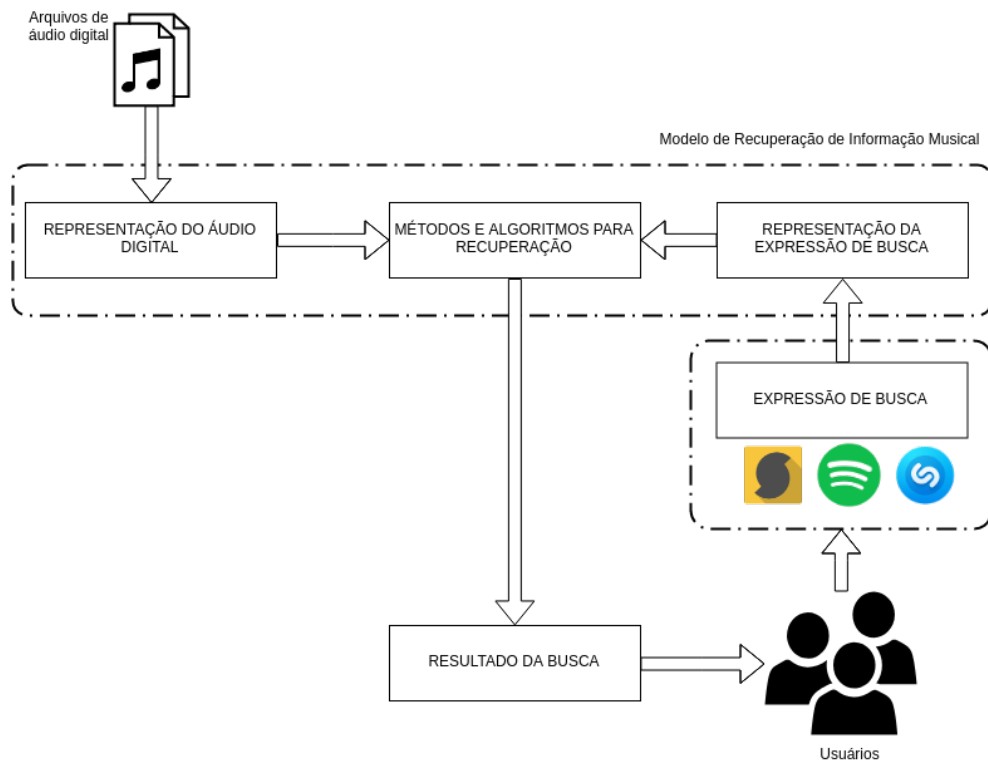 Arquivos de
áudio digital
Modelo de Recuperação de Informação Musical
REPRESENTAÇÃO DO ÁUDIO
DIGITAL
MÉTODOS E ALGORITMOS PARA
RECUPERAÇÃO
REPRESENTAÇÃO DA
EXPRESSÃO DE BUSCA
EXPRESSÃO DE BUSCA
RESULTADO DA BUSCA
Usuários